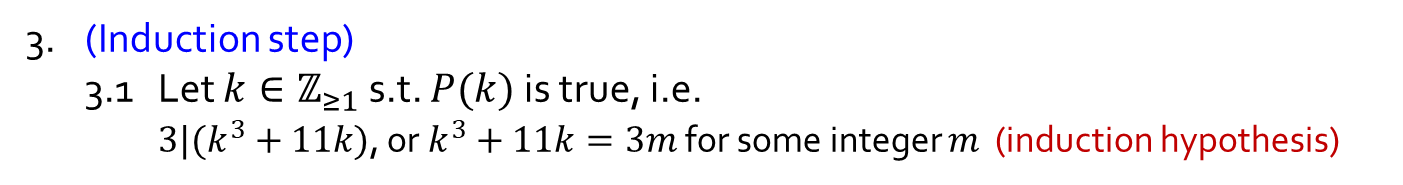 3. (Induction step)
3.1 Let k ∈ ℤ≥1 s.t. P(k) is true, i.e.
3|(k³ + 11k), or k³ + 11k = 3m for some integer m (induction hypothesis)